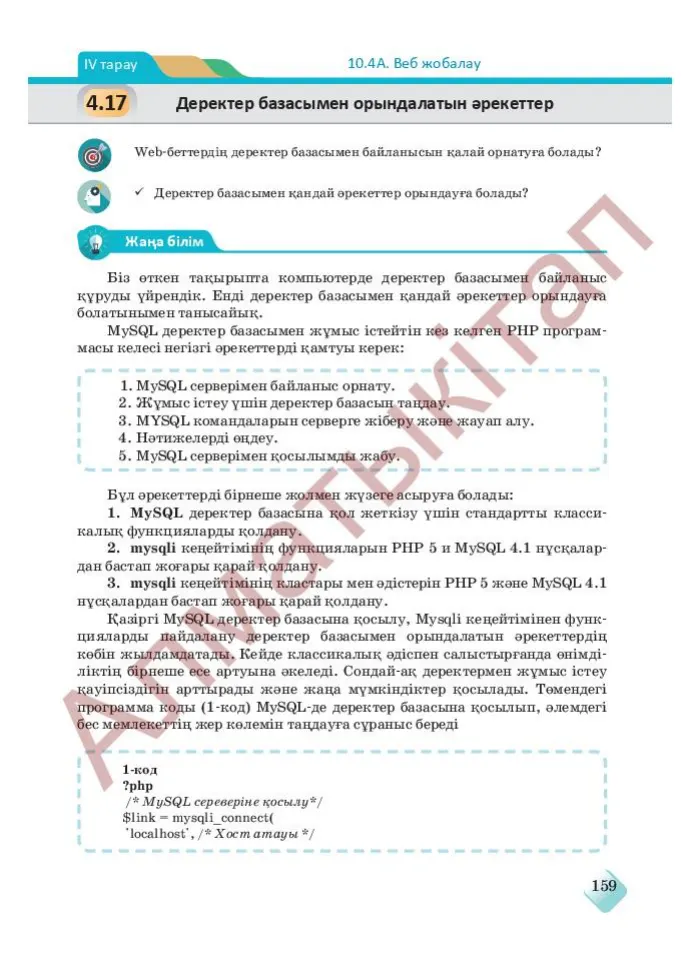 IV тарау
10.4А. Веб жобалау
4.17
Деректер базасымен орындалатын әрекеттер
Web-беттердің деректер базасымен байланысын қалай орнатуға болады?
✓ Деректер базасымен қандай әрекеттер орындауға болады?
Жаңа білім
Біз өткен тақырыпта компьютерде деректер базасымен байланыс
құруды үйрендік. Енді деректер базасымен қандай әрекеттер орындауға
болатынымен танысайық.
MySQL деректер базасымен жұмыс істейтін кез келген PHP програм-
масы келесі негізгі әрекеттерді қамтуы керек:
1. MySQL серверімен байланыс орнату.
2. Жұмыс істеу үшін деректер базасын таңдау.
3. MYSQL командаларын серверге жіберу және жауап алу.
4. Нәтижелерді өңдеу.
5. MySQL серверімен қосылымды жабу.
Бұл әрекеттерді бірнеше жолмен жүзеге асыруға болады:
1. MySQL деректер базасына қол жеткізу үшін стандартты класси-
калық функцияларды қолдану.
2. mysqli кеңейтімінің функцияларын PHP 5 и MySQL 4.1 нұсқалар-
дан бастап жоғары қарай қолдану.
3. mysqli кеңейтімінің кластары мен әдістерін PHP 5 және MySQL 4.1
нұсқалардан бастап жоғары қарай қолдану.
Қазіргі MySQL деректер базасына қосылу, Mysqli кеңейтімінен функ-
цияларды пайдалану деректер базасымен орындалатын әрекеттердің
көбін жылдамдатады. Кейде классикалық әдіспен салыстырғанда өнімді-
ліктің бірнеше есе артуына әкеледі. Сондай-ақ деректермен жұмыс істеу
қауіпсіздігін арттырады және жаңа мүмкіндіктер қосылады. Төмендегі
программа коды (1-код) MySQL-де деректер базасына қосылып, әлемдегі
бес мемлекеттің жер көлемін таңдауға сұраныс береді
1-код
?php
/* MySQL серeверіне қосылу*/
$link = mysqli_connect(
'localhost', /* Хост атауы */
159
Алматыкітап